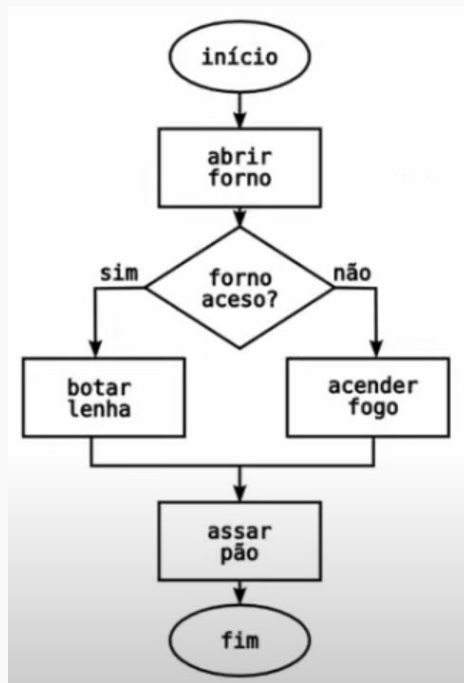 início
abrir
forno
forno
aceso?
sim
não
botar
lenha
acender
fogo
assar
pão
fim